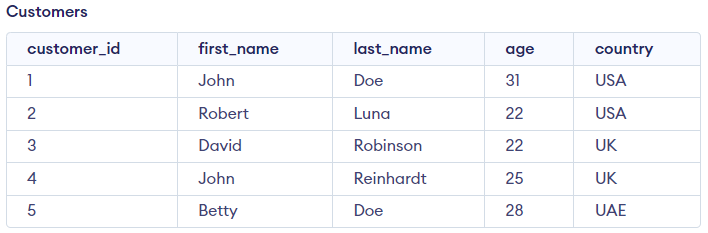 Customers
customer_id first_name last_name age country
1 John Doe 31 USA
2 Robert Luna 22 USA
3 David Robinson 22 UK
4 John Reinhardt 25 UK
5 Betty Doe 28 UAE